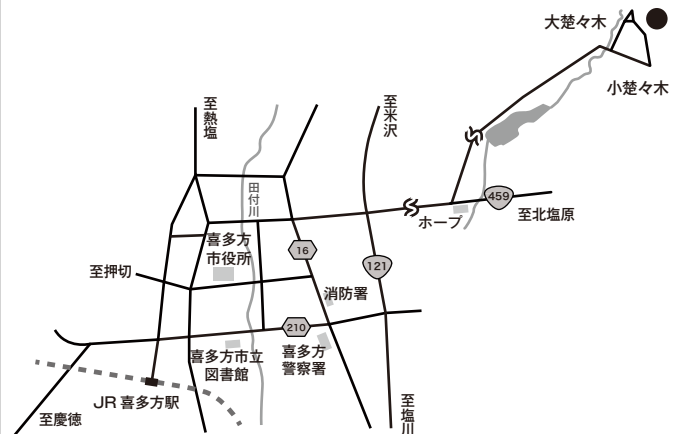 大楚々木
小楚々木
至熱塩
至米沢
田付川
459
至北塩原
ホープ
喜多方
市役所
16
121
至押切
消防署
210
喜多方市立
図書館
喜多方
警察署
JR喜多方駅
至慶徳
至塩川